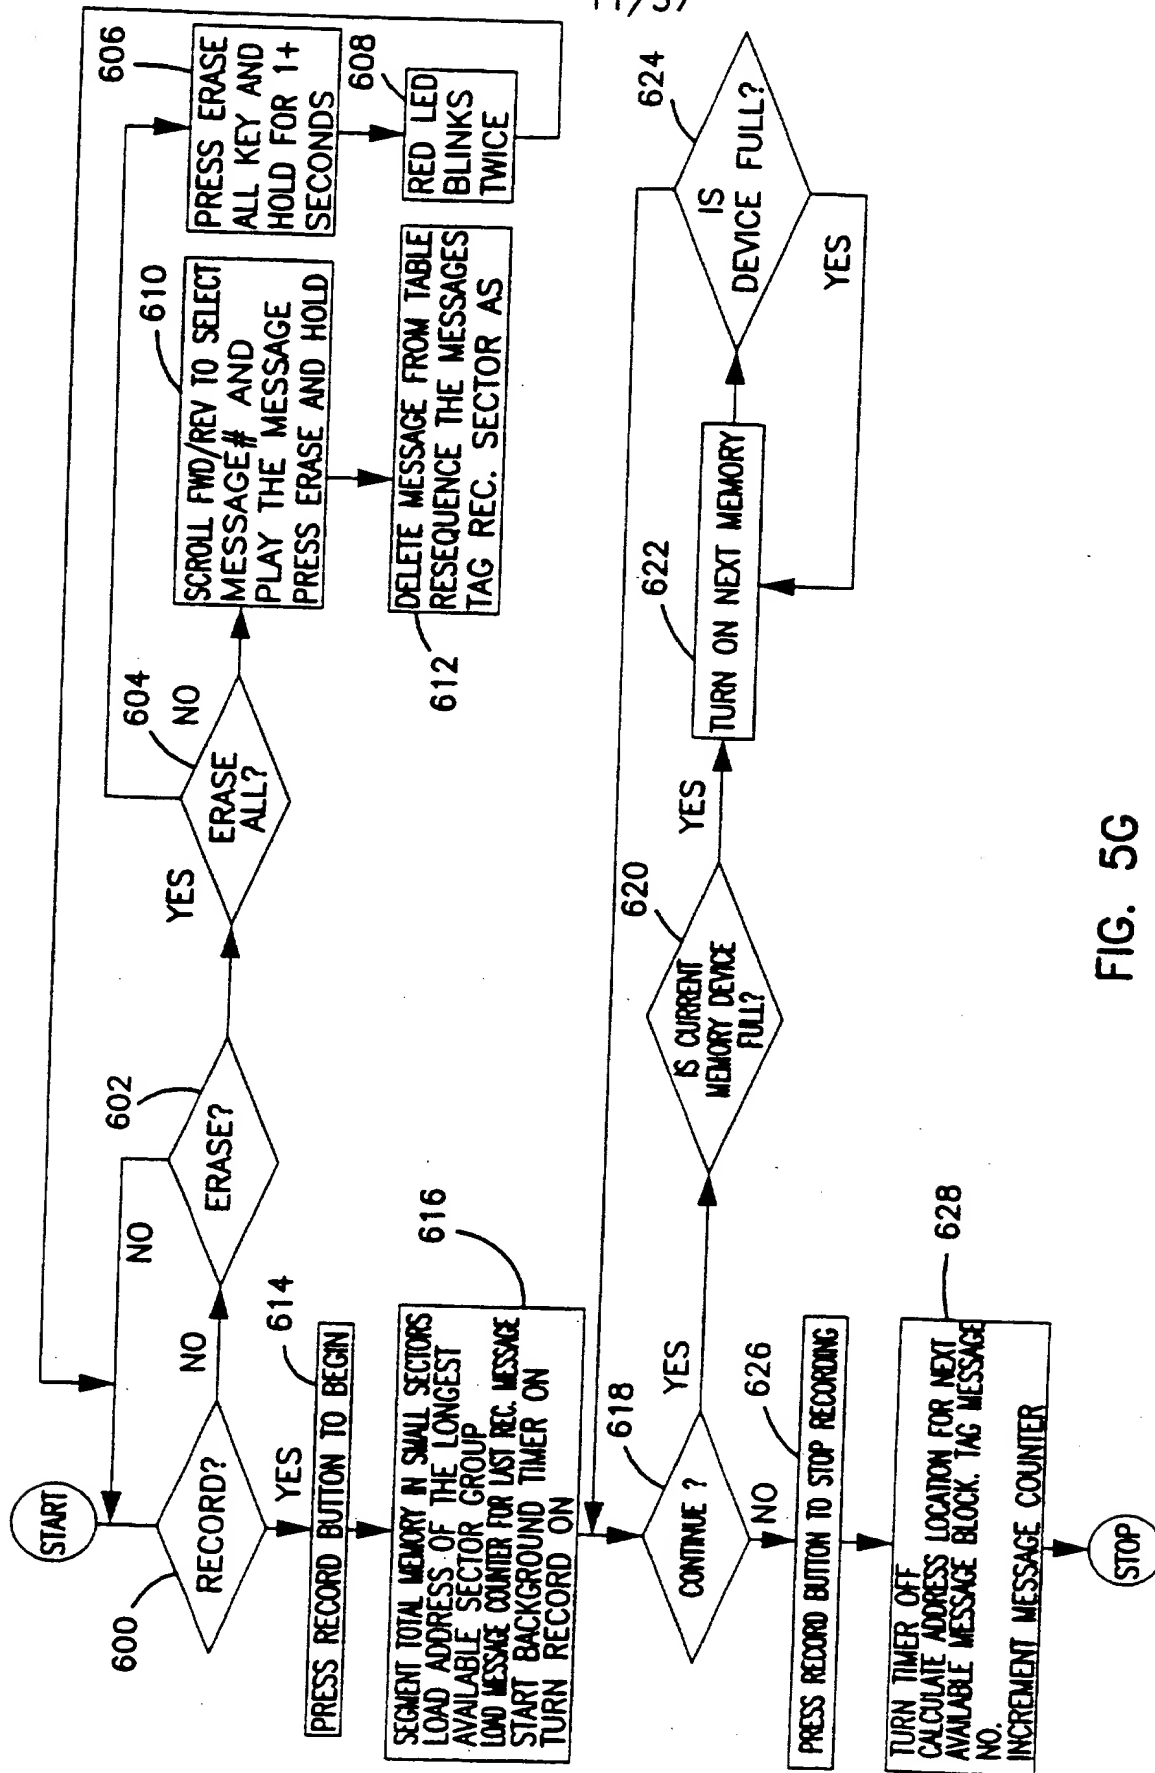 START
600
RECORD?
NO
YES
602
ERASE?
NO
YES
604
ERASE
ALL?
NO
606
PRESS ERASE
ALL KEY AND
HOLD FOR 1+
SECONDS
608
RED LED
BLINKS
TWICE
610
SCROLL FWD/REV TO SELECT
MESSAGE# AND
PLAY THE MESSAGE
PRESS ERASE AND HOLD
612
DELETE MESSAGE FROM TABLE
RESEQUENCE THE MESSAGES
TAG REC. SECTOR AS
614
PRESS RECORD BUTTON TO BEGIN
616
SEGMENT TOTAL MEMORY IN SMALL SECTORS
LOAD ADDRESS OF THE LONGEST
AVAILABLE SECTOR GROUP
LOAD MESSAGE COUNTER FOR LAST REC. MESSAGE
START BACKGROUND TIMER ON
TURN RECORD ON
618
CONTINUE ?
YES
NO
620
IS CURRENT
MEMORY DEVICE
FULL?
YES
622
TURN ON NEXT MEMORY
624
IS
DEVICE FULL?
YES
626
PRESS RECORD BUTTON TO STOP RECORDING
628
TURN TIMER OFF
CALCULATE ADDRESS LOCATION FOR NEXT
AVAILABLE MESSAGE BLOCK. TAG MESSAGE
NO.
INCREMENT MESSAGE COUNTER
STOP
FIG. 5G